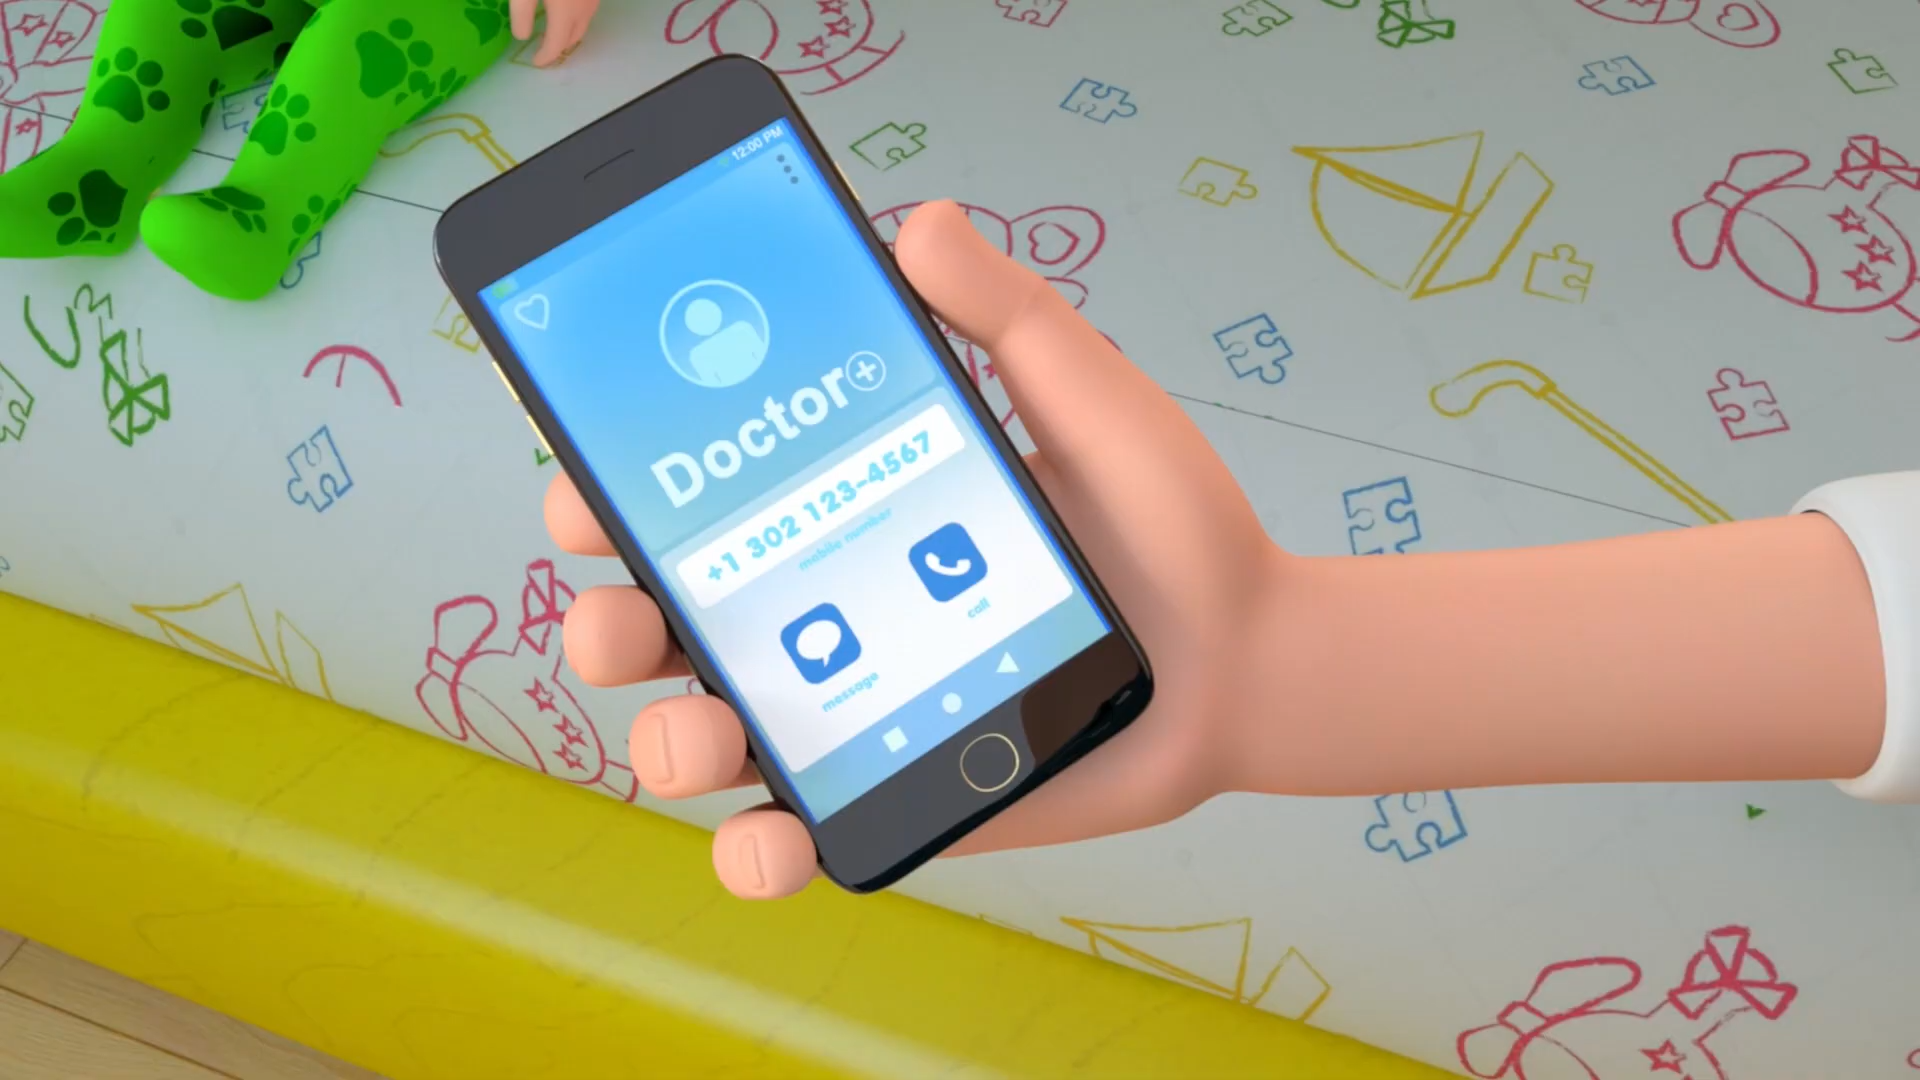 12:00 PM
Doctor
+1 302 123-4567
mobile number
call
message